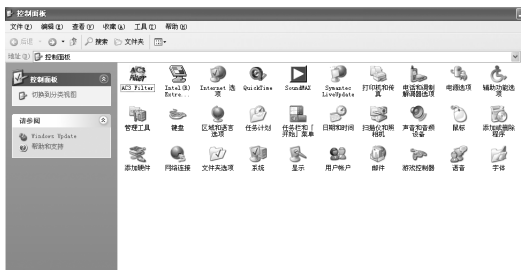 控制面板
文件(F) 编辑(E) 查看(V) 收藏(A) 工具(T) 帮助(H)
后退 搜索 文件夹
地址(D) 控制面板
控制面板
切换到分类视图
请参阅
Windows Update
帮助和支持
AC3 Filter Intel(R) Extre... Internet 选项 QuickTime SoundMAX Symantec LiveUpdate 打印机和传真 电话和调制解调器选项 电源选项 辅助功能选项
管理工具 键盘 区域和语言选项 任务计划 任务栏和「开始」菜单 日期和时间 扫描仪和照相机 声音和音频设备 鼠标 添加或删除程序
添加硬件 网络连接 文件夹选项 系统 显示 用户帐户 邮件 游戏控制器 语音 字体